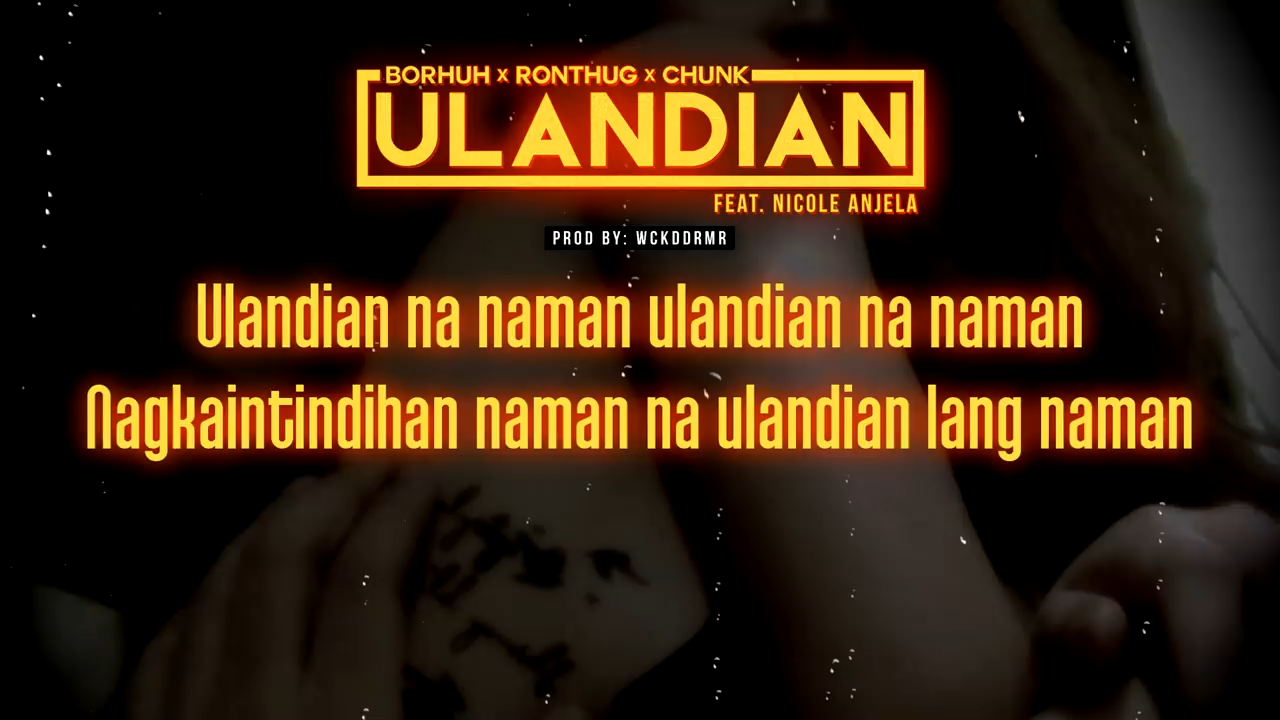 BORHUH x RONTHUG x CHUNK
ULANDIAN
FEAT. NICOLE ANJELA
PROD BY: WCKDDRMR
Ulandian na naman ulandian na naman
Nagkaintindihan naman na ulandian lang naman